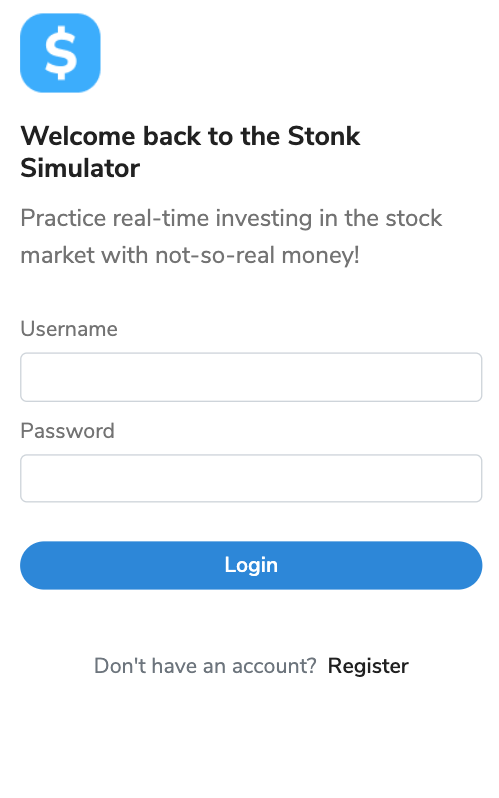 $
Welcome back to the Stonk
Simulator
Practice real-time investing in the stock
market with not-so-real money!
Username
Password
Login
Don't have an account? Register